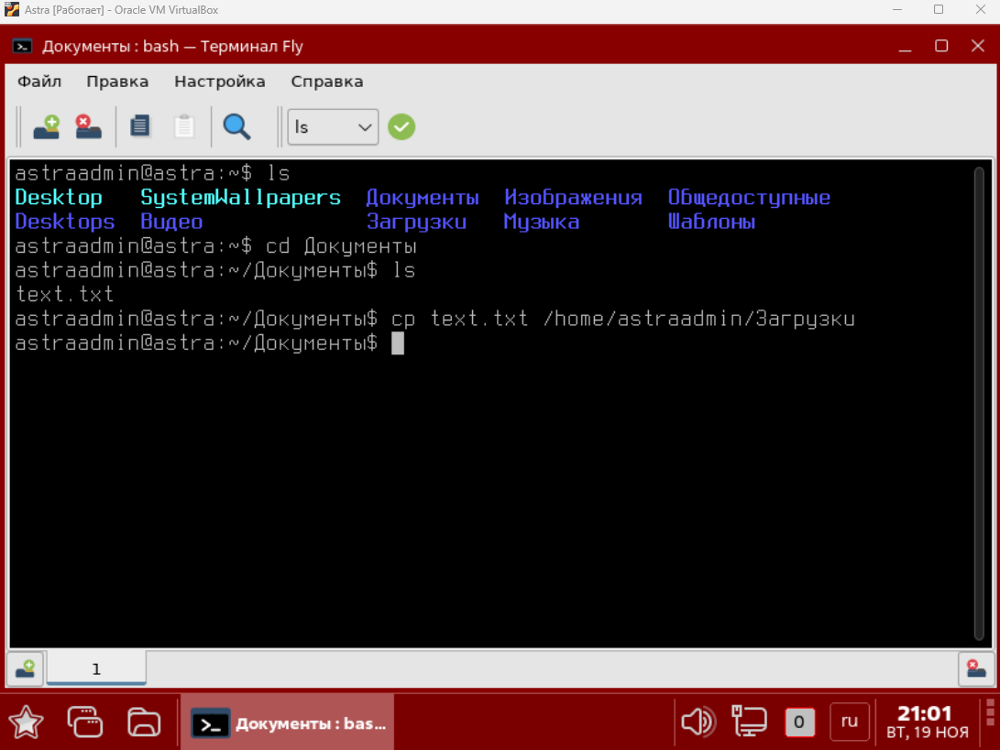 Astra [Работает] - Oracle VM VirtualBox
Документы : bash — Терминал Fly
Файл Правка Настройка Справка
ls
astraadmin@astra:~$ ls
Desktop SystemWallpapers Документы Изображения Общедоступные
Desktops Видео Загрузки Музыка Шаблоны
astraadmin@astra:~$ cd Документы
astraadmin@astra:~/Документы$ ls
text.txt
astraadmin@astra:~/Документы$ cp text.txt /home/astraadmin/Загрузки
astraadmin@astra:~/Документы$
1
Документы : bas...
0
ru
21:01
ВТ, 19 НОЯ